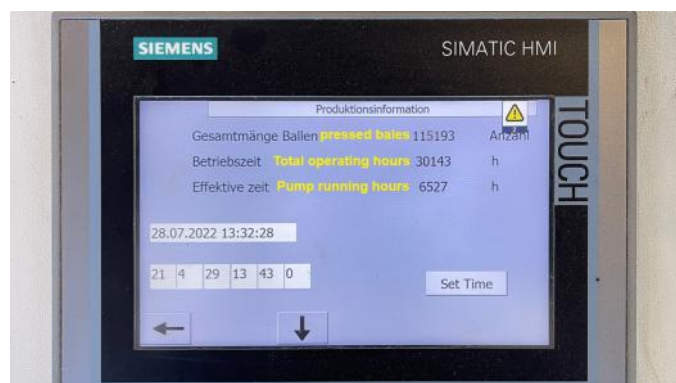 SIEMENS SIMATIC HMI
TOUCH
Produktionsinformation
Gesamtmänge Ballen pressed bales 115193 Anzahl
Betriebszeit Total operating hours 30143 h
Effektive zeit Pump running hours 6527 h
28.07.2022 13:32:28
21 4 29 13 43 0
Set Time